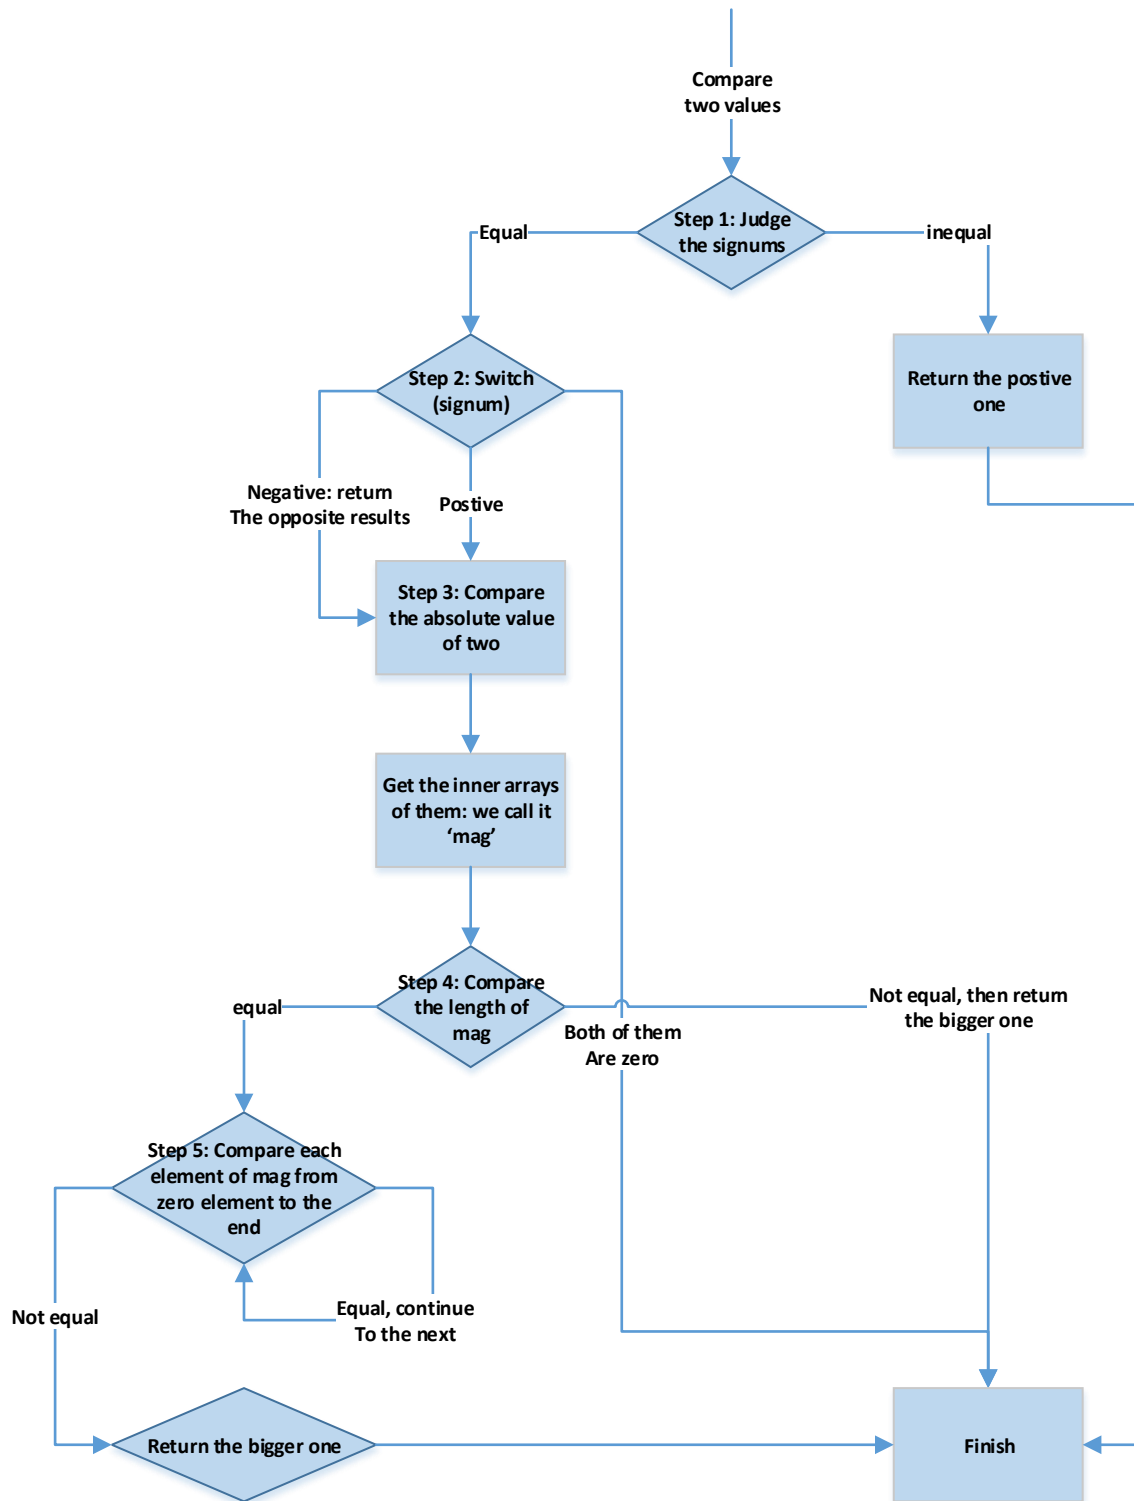 Compare
two values
Step 1: Judge
the signums
Equal
inequal
Step 2: Switch
(signum)
Return the postive
one
Negative: return
The opposite results
Postive
Step 3: Compare
the absolute value
of two
Get the inner arrays
of them: we call it
‘mag’
Step 4: Compare
the length of
mag
equal
Not equal, then return
the bigger one
Both of them
Are zero
Step 5: Compare each
element of mag from
zero element to the
end
Not equal
Equal, continue
To the next
Return the bigger one
Finish